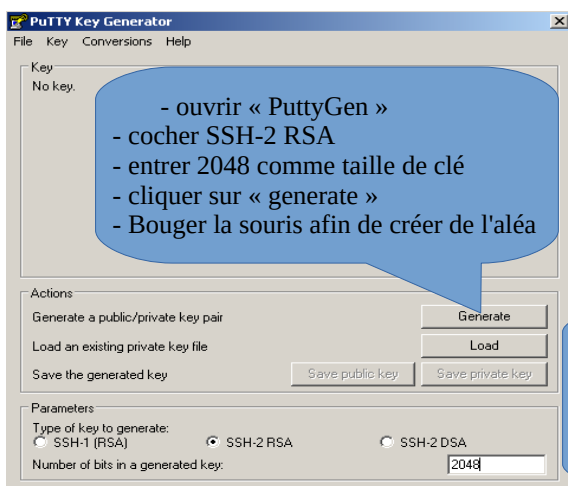 PuTTY Key Generator
File Key Conversions Help
Key
No key.
- ouvrir « PuttyGen »
- cocher SSH-2 RSA
- entrer 2048 comme taille de clé
- cliquer sur « generate »
- Bouger la souris afin de créer de l'aléa
Actions
Generate a public/private key pair Generate
Load an existing private key file Load
Save the generated key Save public key Save private key
Parameters
Type of key to generate:
SSH-1 (RSA) SSH-2 RSA SSH-2 DSA
Number of bits in a generated key: 2048